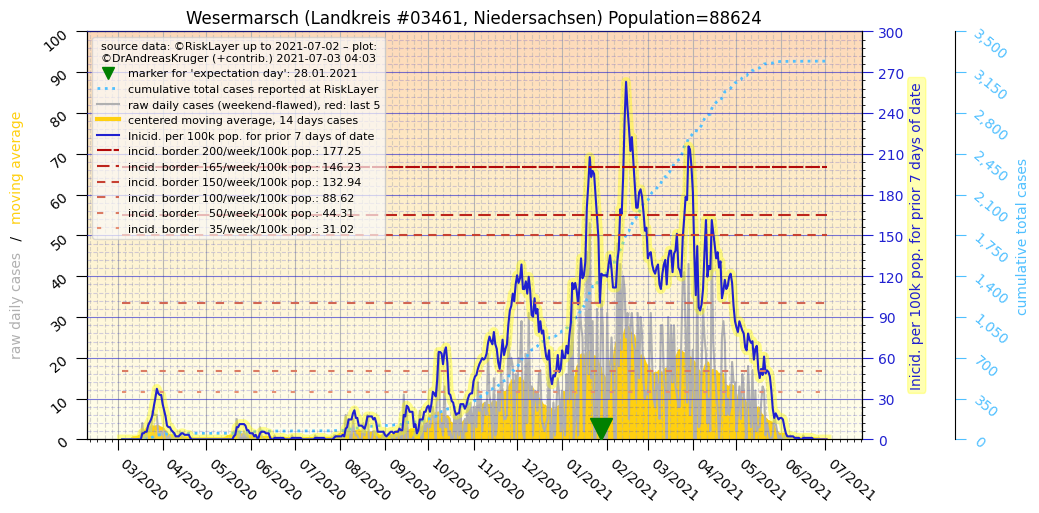 Wesermarsch (Landkreis #03461, Niedersachsen) Population=88624
source data: ©RiskLayer up to 2021-07-02 – plot:
©DrAndreasKruger (+contrib.) 2021-07-03 04:03
marker for 'expectation day': 28.01.2021
cumulative total cases reported at RiskLayer
raw daily cases (weekend-flawed), red: last 5
centered moving average, 14 days cases
Inicid. per 100k pop. for prior 7 days of date
incid. border 200/week/100k pop.: 177.25
incid. border 165/week/100k pop.: 146.23
incid. border 150/week/100k pop.: 132.94
incid. border 100/week/100k pop.: 88.62
incid. border 50/week/100k pop.: 44.31
incid. border 35/week/100k pop.: 31.02
raw daily cases / moving average
100
90
80
70
60
50
40
30
20
10
0
300
270
240
210
180
150
120
90
60
30
0
Inicid. per 100k pop. for prior 7 days of date
3,500
3,150
2,800
2,450
2,100
1,750
1,400
1,050
700
350
0
cumulative total cases
03/2020
04/2020
05/2020
06/2020
07/2020
08/2020
09/2020
10/2020
11/2020
12/2020
01/2021
02/2021
03/2021
04/2021
05/2021
06/2021
07/2021